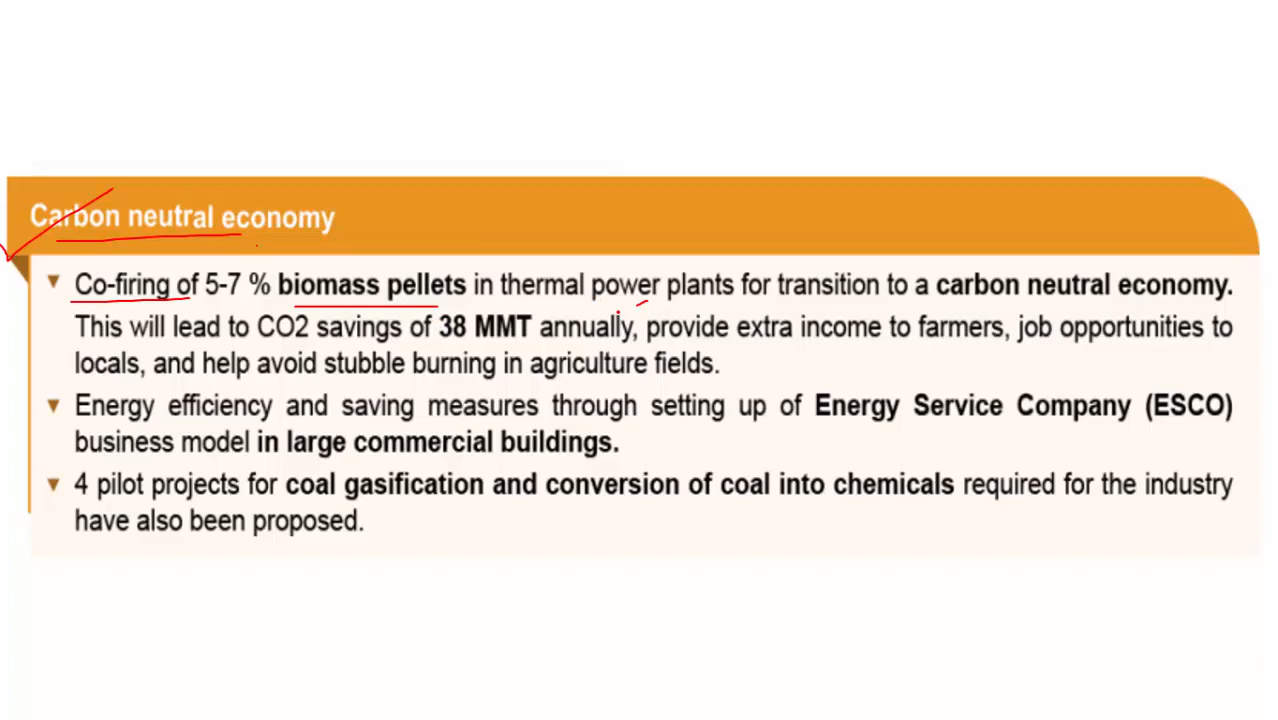 Carbon neutral economy
Co-firing of 5-7 % biomass pellets in thermal power plants for transition to a carbon neutral economy.
This will lead to CO2 savings of 38 MMT annually, provide extra income to farmers, job opportunities to
locals, and help avoid stubble burning in agriculture fields.
Energy efficiency and saving measures through setting up of Energy Service Company (ESCO)
business model in large commercial buildings.
4 pilot projects for coal gasification and conversion of coal into chemicals required for the industry
have also been proposed.